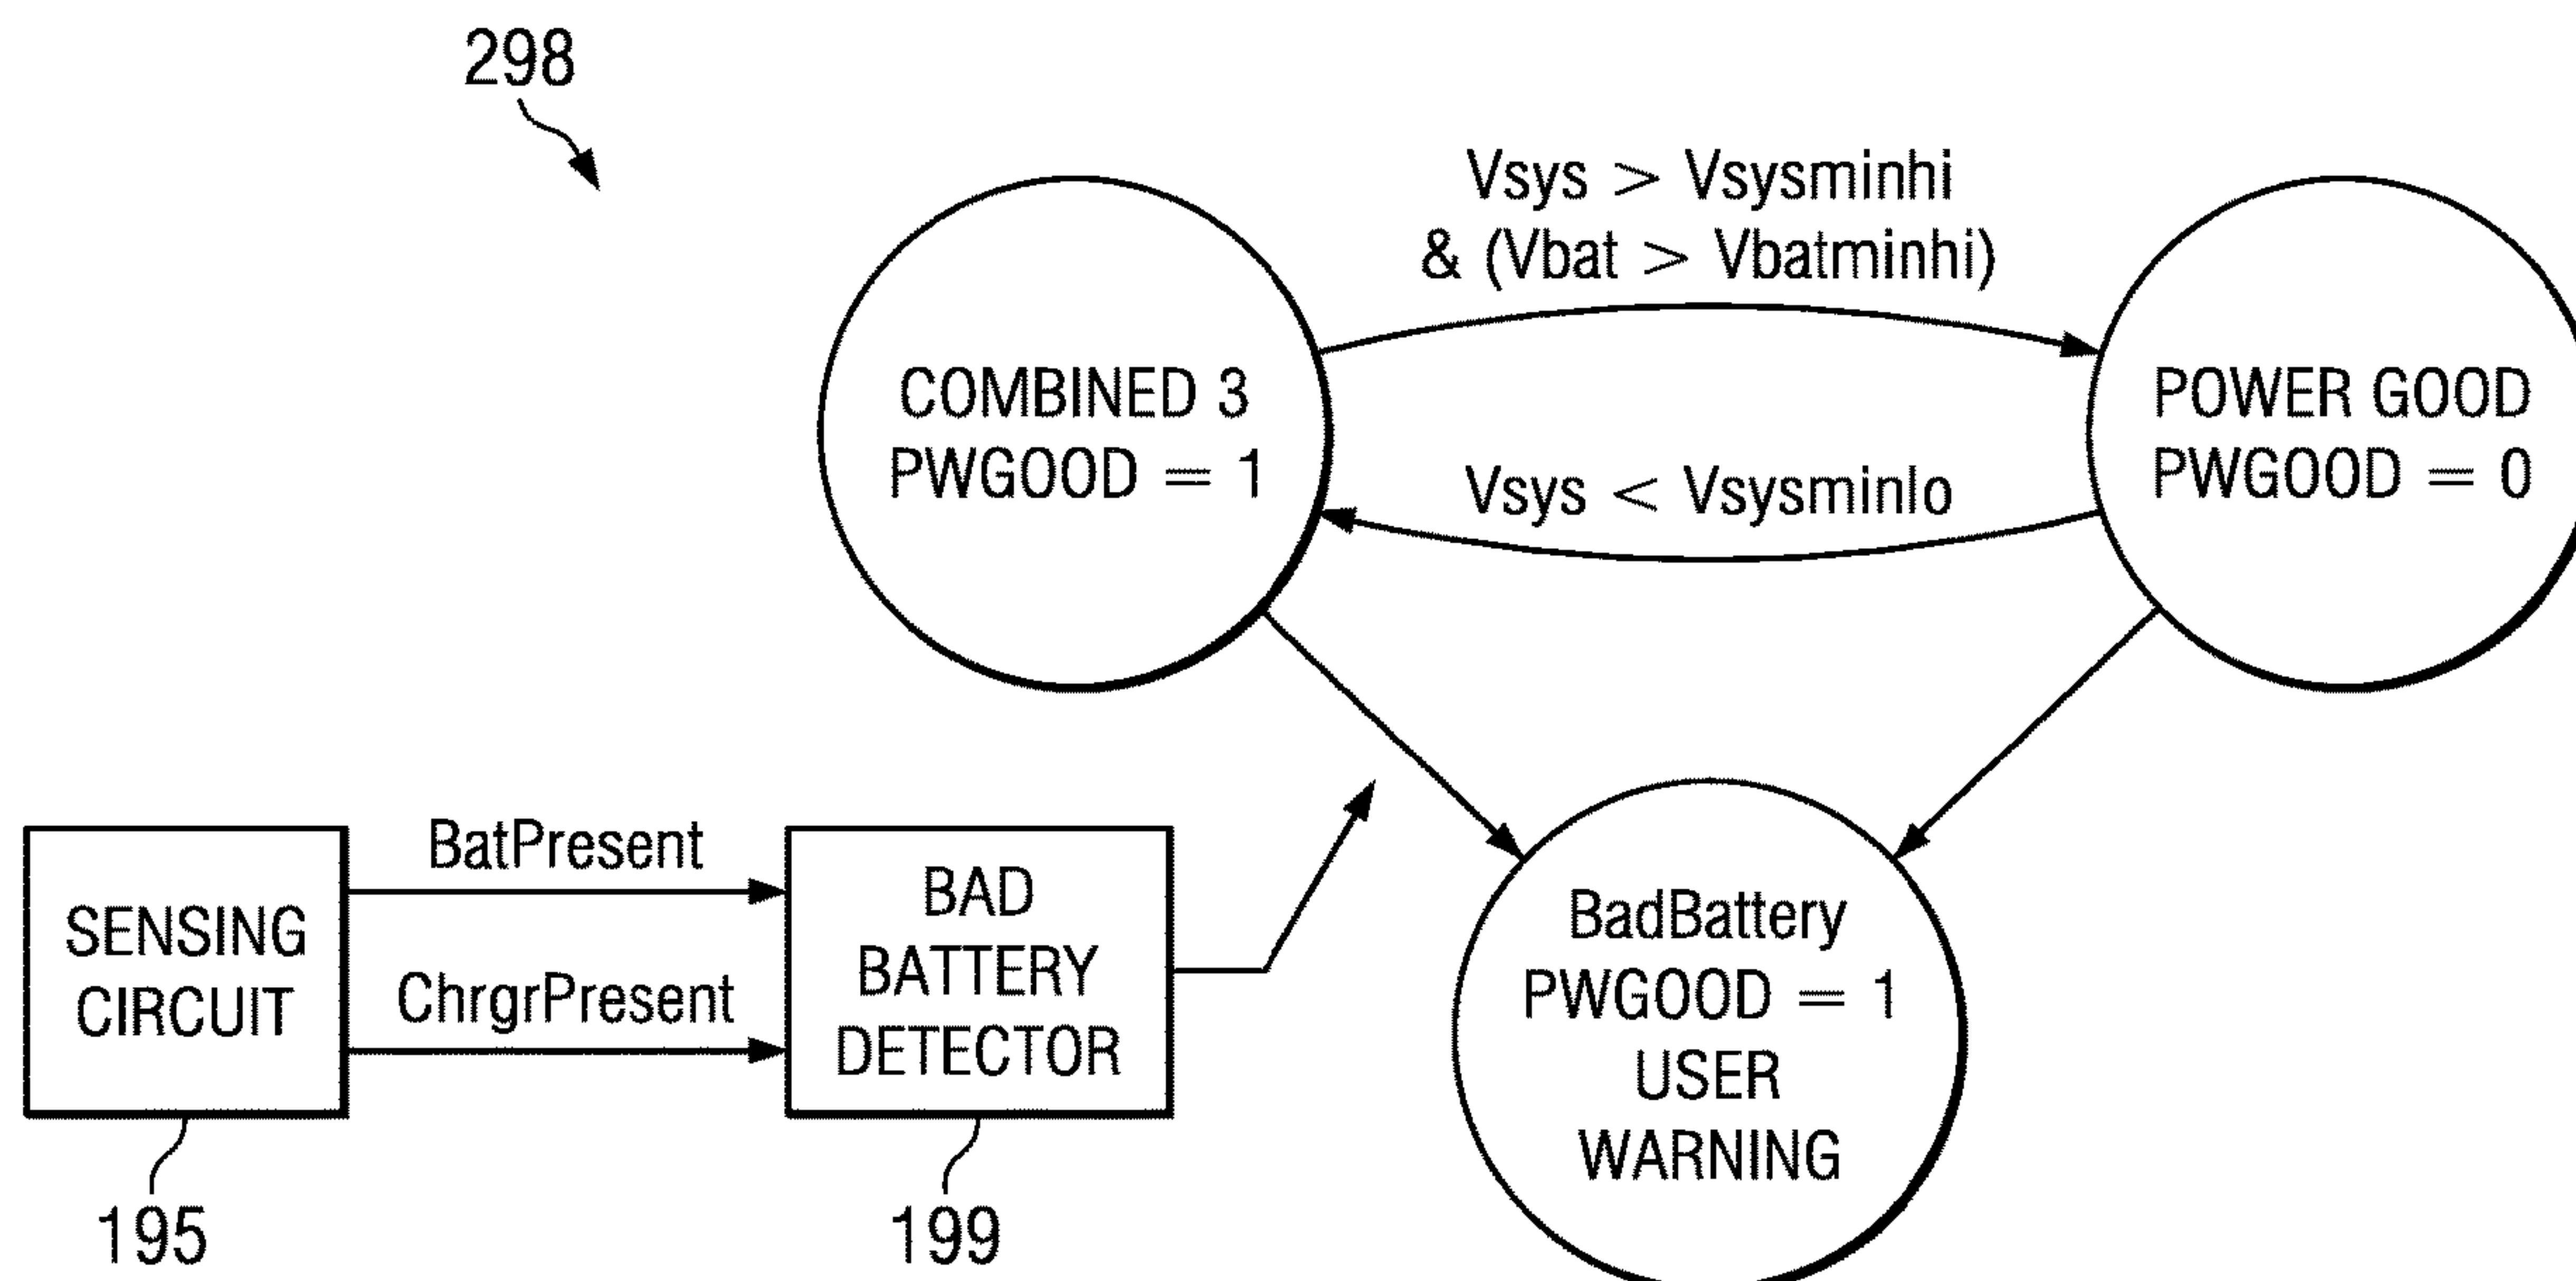 298
Vsys > Vsysminhi
& (Vbat > Vbatminhi)
COMBINED 3
PWGOOD = 1
POWER GOOD
PWGOOD = 0
Vsys < Vsysminlo
SENSING
CIRCUIT
BatPresent
ChrgrPresent
BAD
BATTERY
DETECTOR
BadBattery
PWGOOD = 1
USER
WARNING
195
199